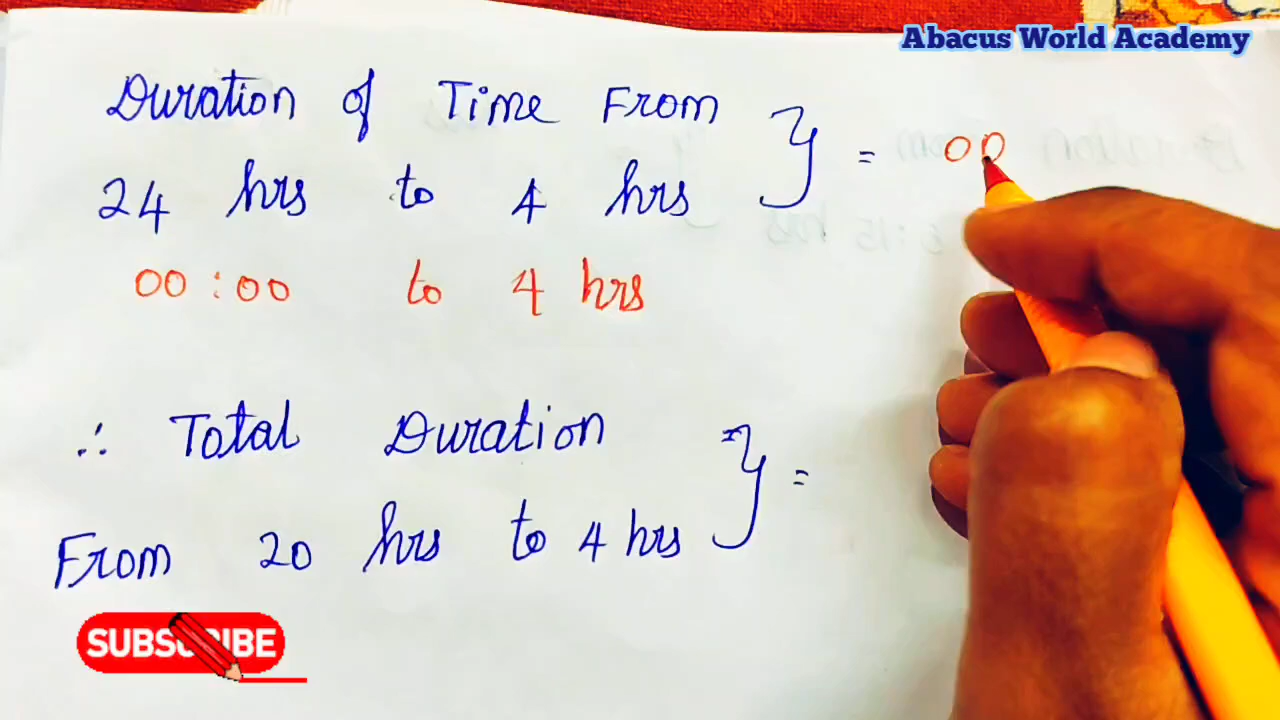 Abacus World Academy
Duration of Time From
24 hrs to 4 hrs } = 00
00:00 to 4 hrs
∴ Total Duration
From 20 hrs to 4 hrs } =
SUBSCRIBE